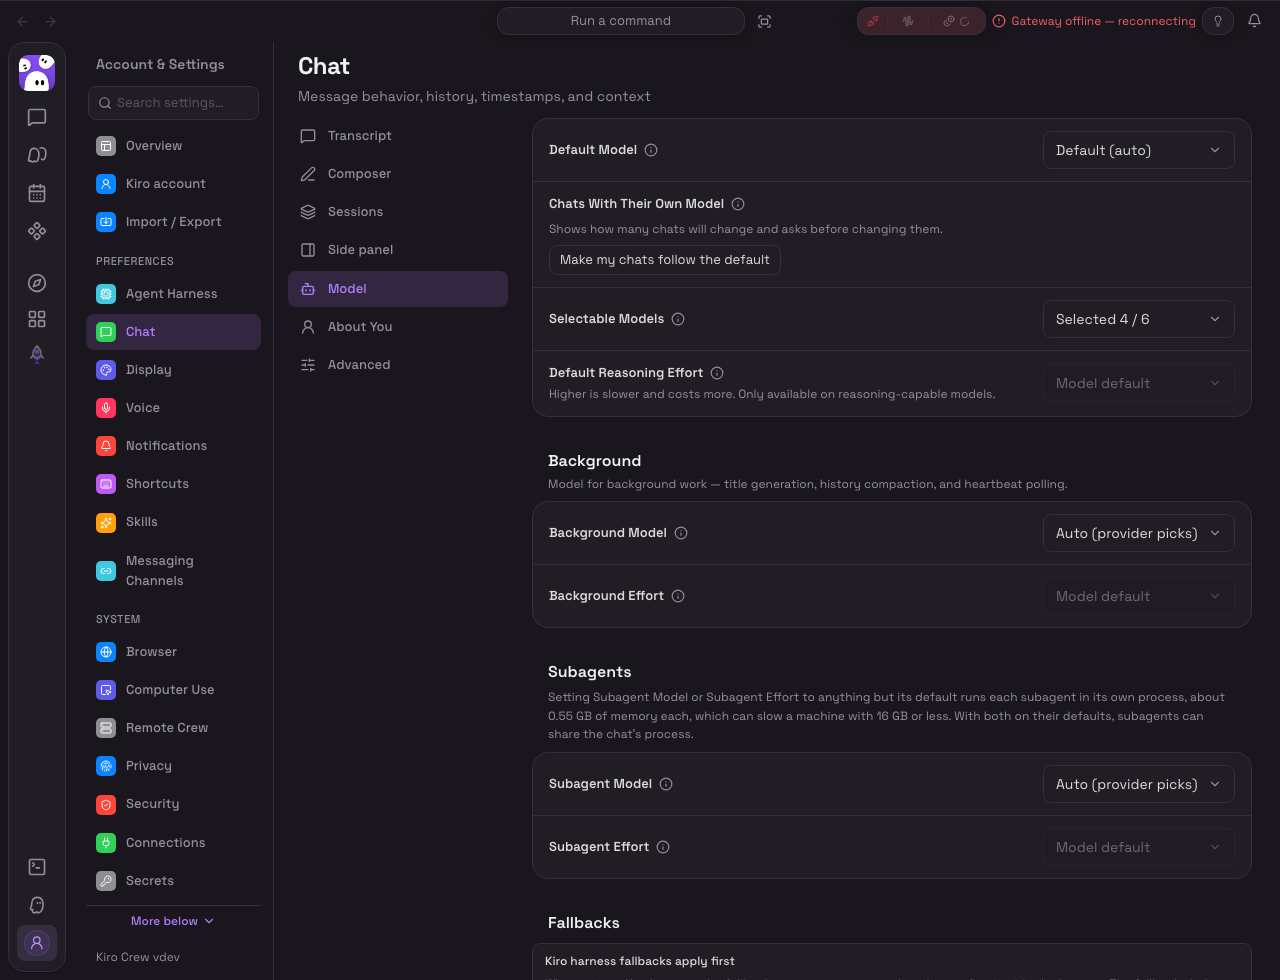 Run a command
Gateway offline — reconnecting
Account & Settings
Search settings...
Overview
Kiro account
Import / Export
PREFERENCES
Agent Harness
Chat
Display
Voice
Notifications
Shortcuts
Skills
Messaging
Channels
SYSTEM
Browser
Computer Use
Remote Crew
Privacy
Security
Connections
Secrets
More below
Kiro Crew vdev
Chat
Message behavior, history, timestamps, and context
Transcript
Composer
Sessions
Side panel
Model
About You
Advanced
Default Model
Default (auto)
Chats With Their Own Model
Shows how many chats will change and asks before changing them.
Make my chats follow the default
Selectable Models
Selected 4 / 6
Default Reasoning Effort
Higher is slower and costs more. Only available on reasoning-capable models.
Model default
Background
Model for background work — title generation, history compaction, and heartbeat polling.
Background Model
Auto (provider picks)
Background Effort
Model default
Subagents
Setting Subagent Model or Subagent Effort to anything but its default runs each subagent in its own process, about
0.55 GB of memory each, which can slow a machine with 16 GB or less. With both on their defaults, subagents can
share the chat's process.
Subagent Model
Auto (provider picks)
Subagent Effort
Model default
Fallbacks
Kiro harness fallbacks apply first